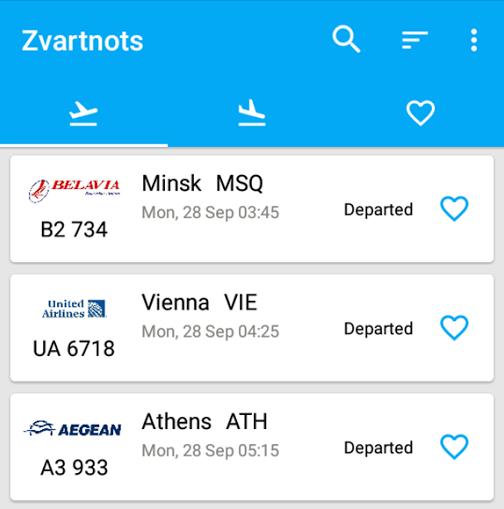 Zvartnots
BELAVIA
B2 734
Minsk MSQ
Mon, 28 Sep 03:45
Departed
United
Airlines
UA 6718
Vienna VIE
Mon, 28 Sep 04:25
Departed
AEGEAN
A3 933
Athens ATH
Mon, 28 Sep 05:15
Departed